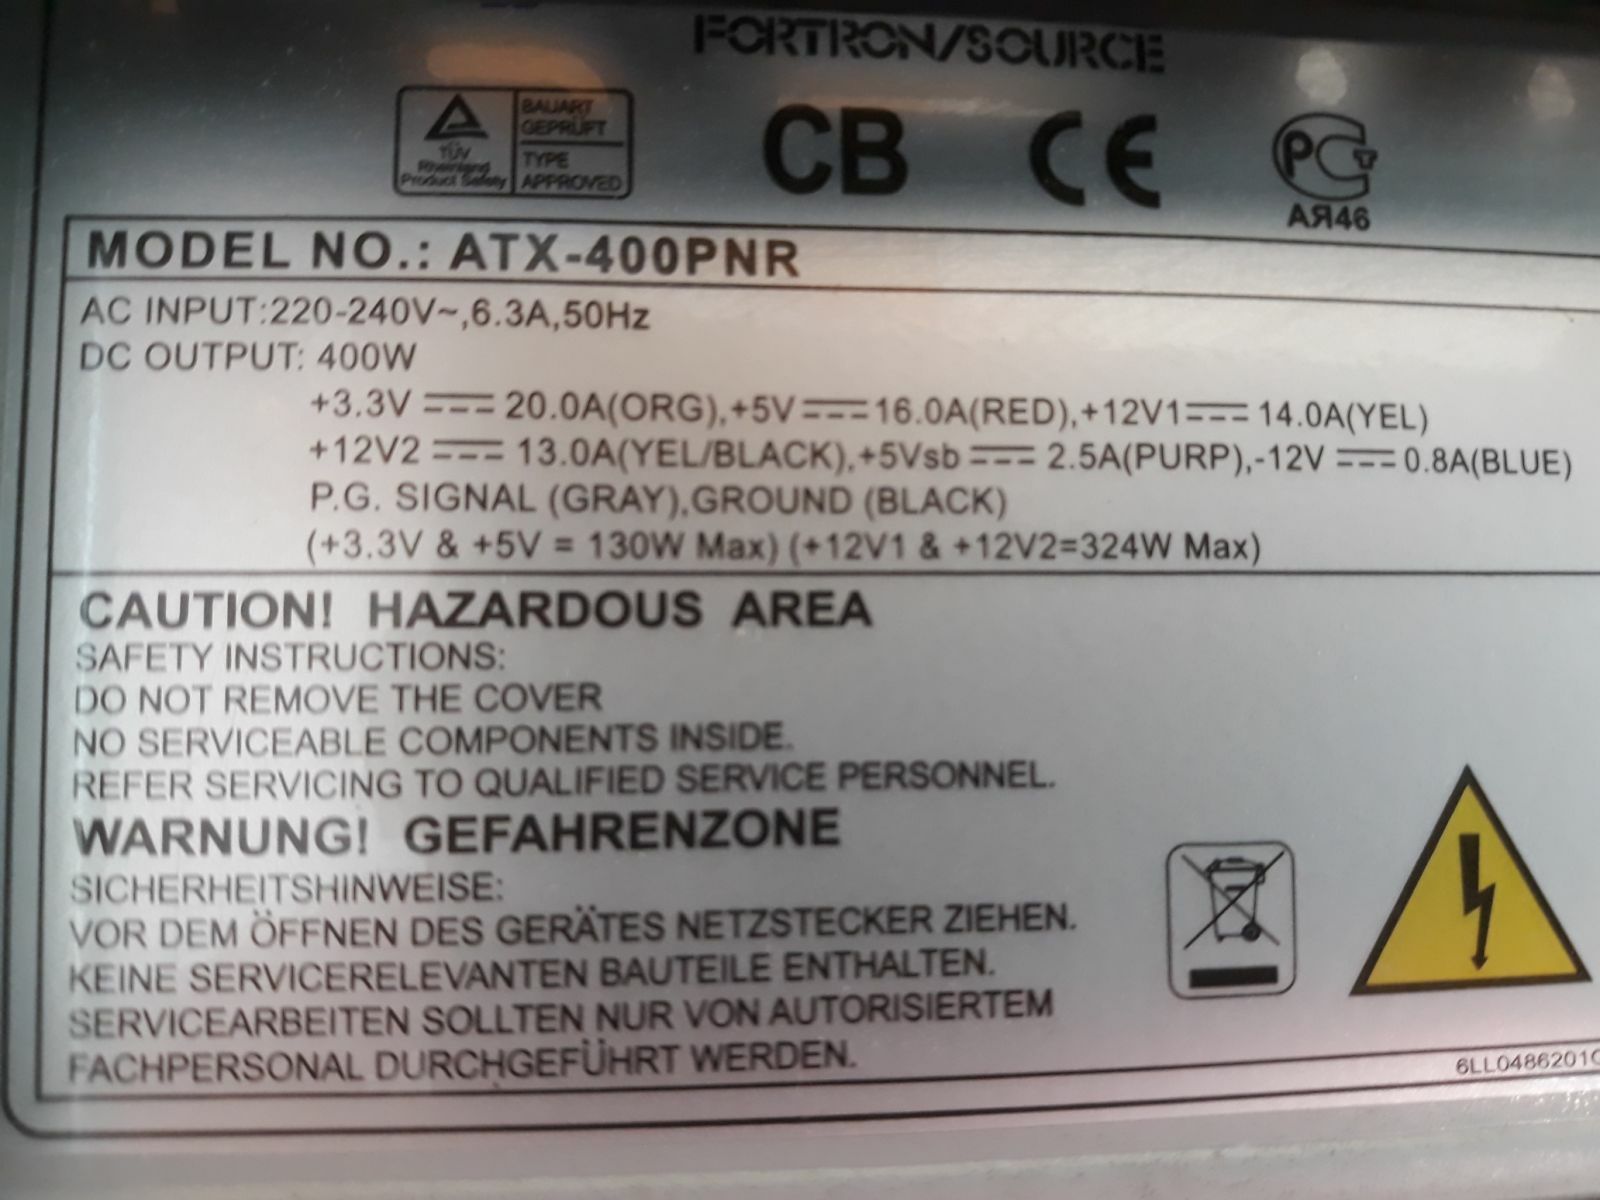 FORTRON/SOURCE
BAUART
GEPRÜFT
TÜV
Rheinland
Product Safety
TYPE
APPROVED
CB
CE
АЯ46
MODEL NO.: ATX-400PNR
AC INPUT:220-240V~,6.3A,50Hz
DC OUTPUT: 400W
+3.3V ⎓ 20.0A(ORG),+5V⎓16.0A(RED),+12V1⎓ 14.0A(YEL)
+12V2 ⎓ 13.0A(YEL/BLACK),+5Vsb ⎓ 2.5A(PURP),-12V ⎓ 0.8A(BLUE)
P.G. SIGNAL (GRAY),GROUND (BLACK)
(+3.3V & +5V = 130W Max) (+12V1 & +12V2=324W Max)
CAUTION! HAZARDOUS AREA
SAFETY INSTRUCTIONS:
DO NOT REMOVE THE COVER
NO SERVICEABLE COMPONENTS INSIDE.
REFER SERVICING TO QUALIFIED SERVICE PERSONNEL.
WARNUNG! GEFAHRENZONE
SICHERHEITSHINWEISE:
VOR DEM ÖFFNEN DES GERÄTES NETZSTECKER ZIEHEN.
KEINE SERVICERELEVANTEN BAUTEILE ENTHALTEN.
SERVICEARBEITEN SOLLTEN NUR VON AUTORISIERTEM
FACHPERSONAL DURCHGEFÜHRT WERDEN.